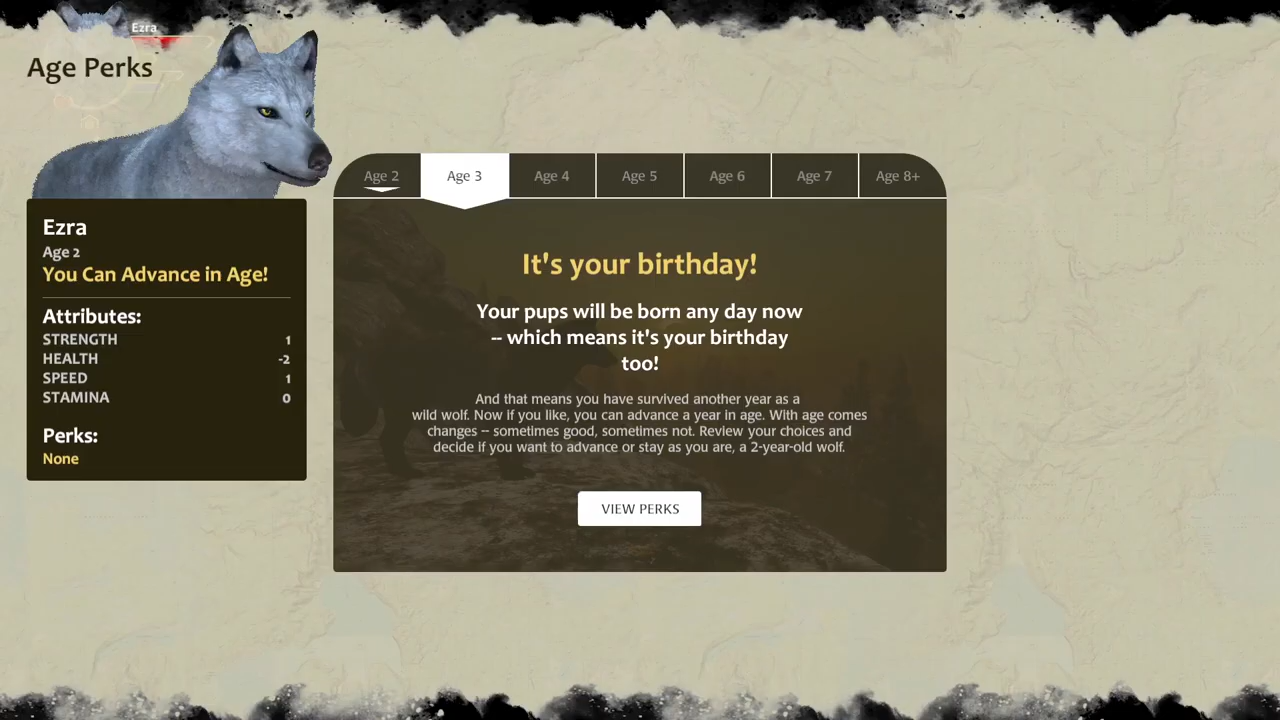 Ezra
Age Perks
Age 2
Age 3
Age 4
Age 5
Age 6
Age 7
Age 8+
Ezra
Age 2
You Can Advance in Age!
Attributes:
STRENGTH 1
HEALTH -2
SPEED 1
STAMINA 0
Perks:
None
It's your birthday!
Your pups will be born any day now
-- which means it's your birthday
too!
And that means you have survived another year as a
wild wolf. Now if you like, you can advance a year in age. With age comes
changes -- sometimes good, sometimes not. Review your choices and
decide if you want to advance or stay as you are, a 2-year-old wolf.
VIEW PERKS